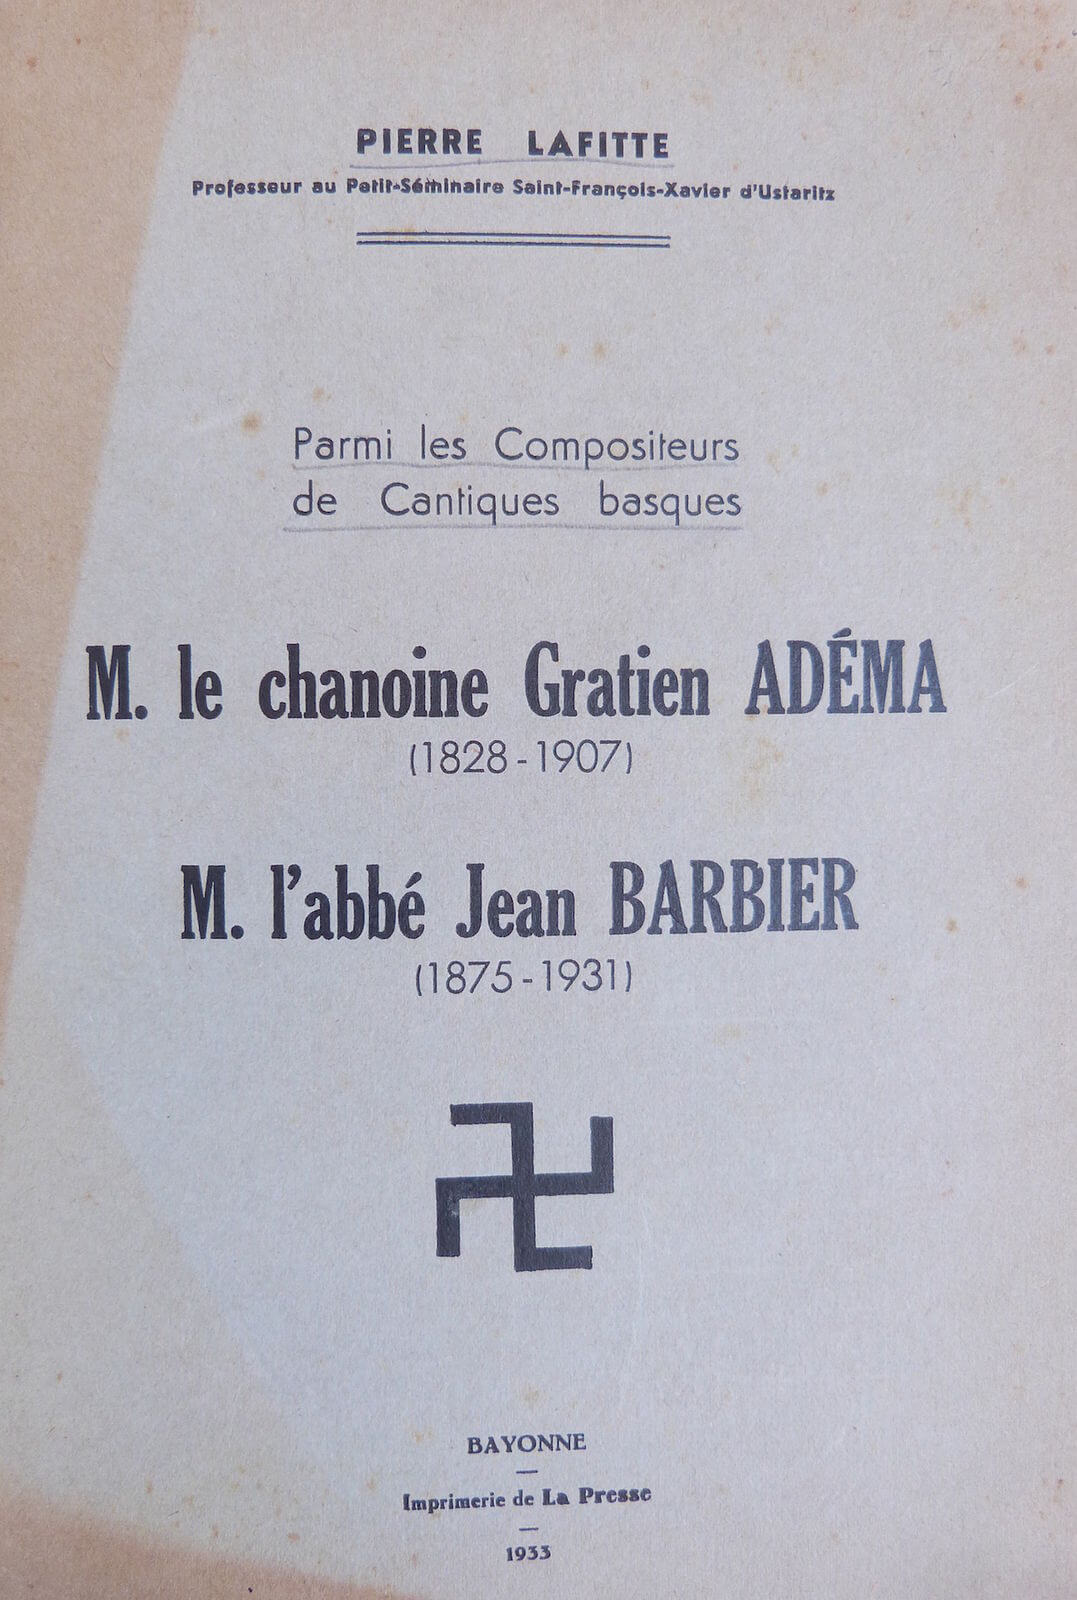 PIERRE LAFITTE
Professeur au Petit-Séminaire Saint-François-Xavier d'Ustaritz
Parmi les Compositeurs
de Cantiques basques
M. le chanoine Gratien ADÉMA
(1828-1907)
M. l'abbé Jean BARBIER
(1875-1931)
BAYONNE
Imprimerie de La Presse
1933